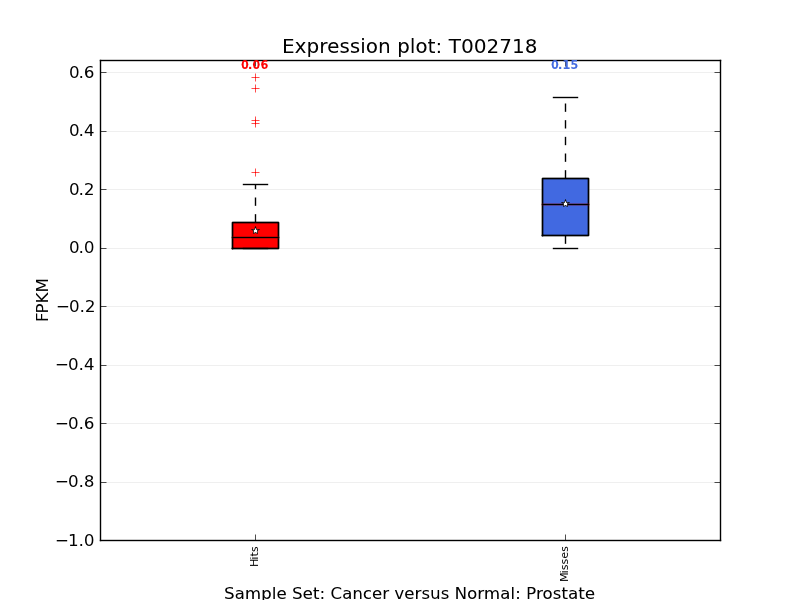 Expression plot: T002718
0.06
0.15
0.6
0.4
0.2
0.0
−0.2
−0.4
−0.6
−0.8
−1.0
FPKM
Hits
Misses
Sample Set: Cancer versus Normal: Prostate